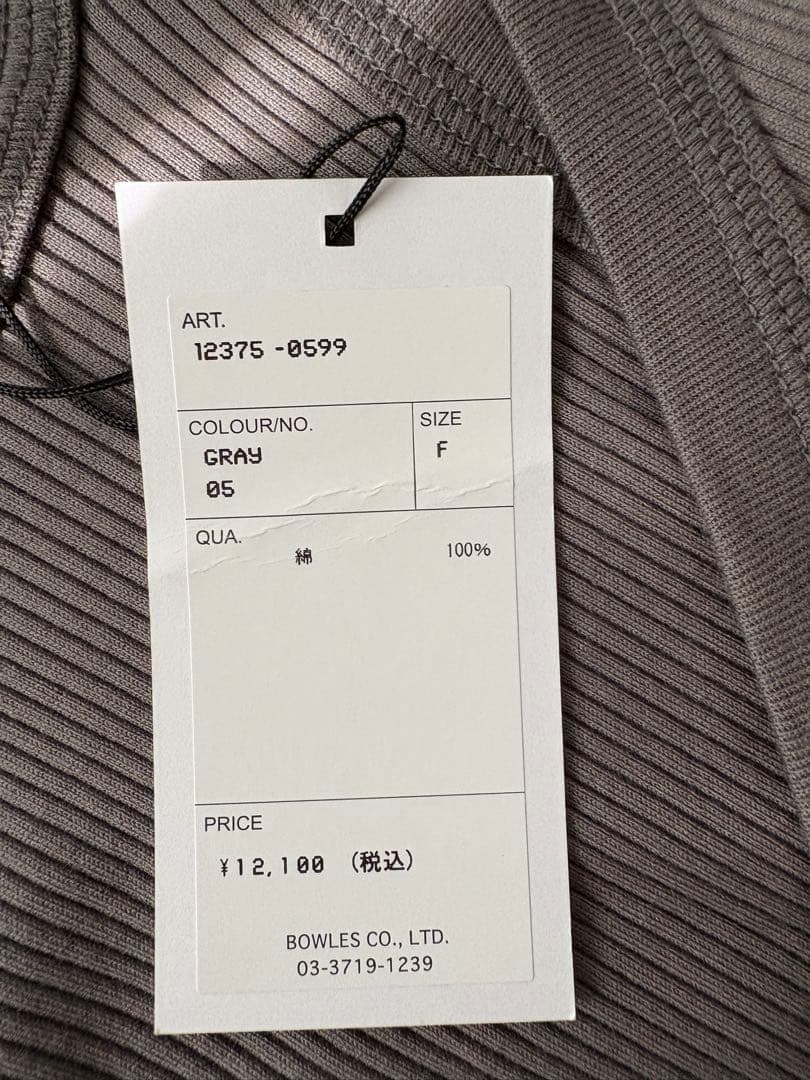 ART.
12375 -0599
COLOUR/NO.
GRAY
05
SIZE
F
QUA.
綿 100%
PRICE
¥12,100 (税込)
BOWLES CO., LTD.
03-3719-1239